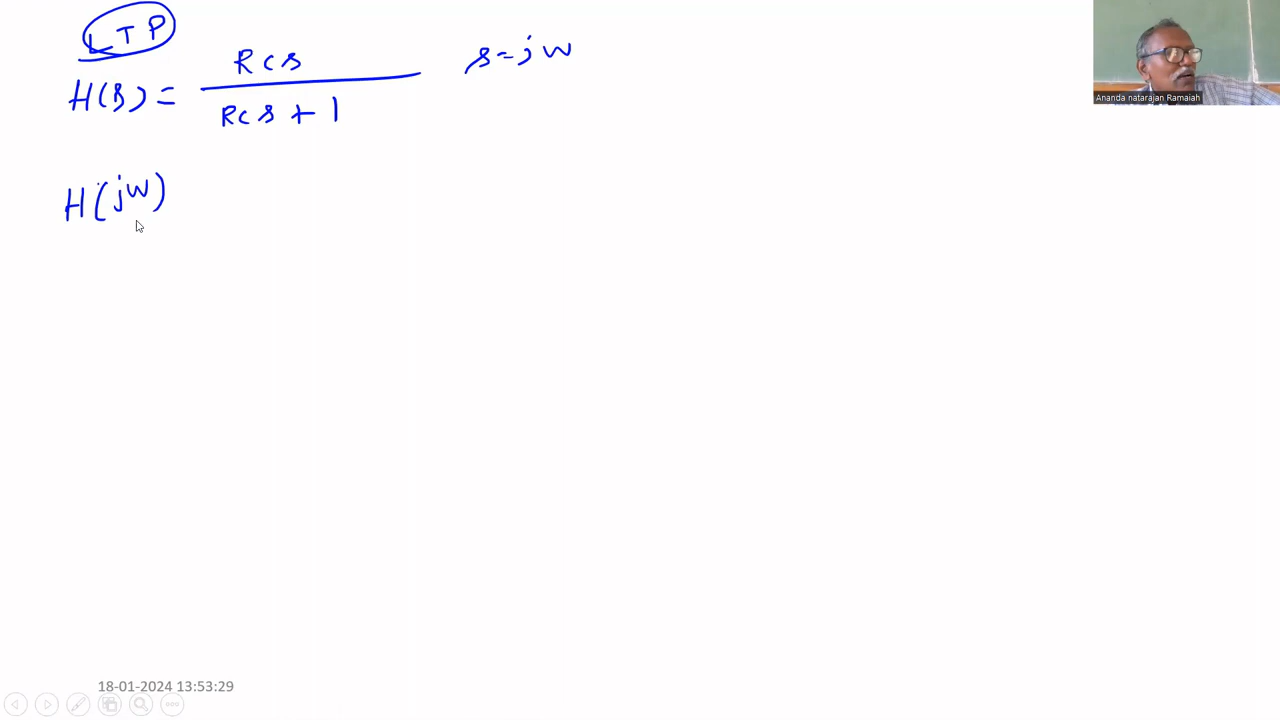 LTP
H(s) = RCs / RCs + 1 s = jw
H(jw)
Ananda natarajan Ramaiah
18-01-2024 13:53:29